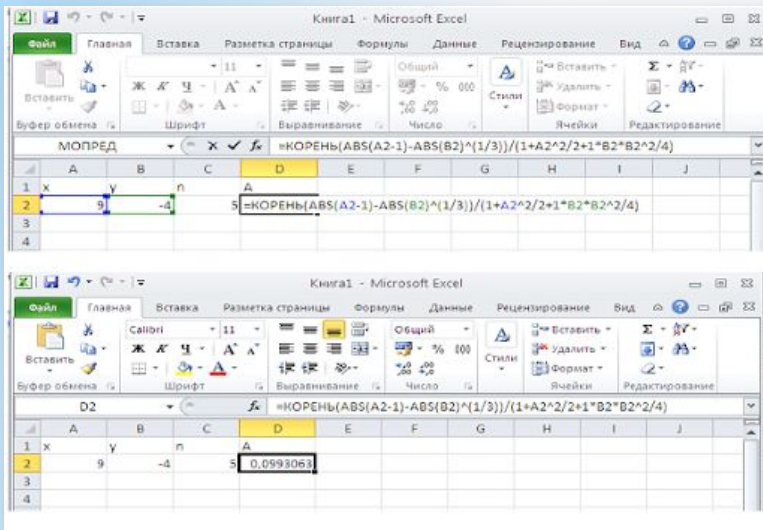 Книга1 - Microsoft Excel
Файл Главная Вставка Разметка страницы Формулы Данные Рецензирование Вид
Вставить
Ж К Ч
11
А А
Общий
% 000
Стили
Вставить
Удалить
Формат
Σ
Буфер обмена Шрифт Выравнивание Число Ячейки Редактирование
МОПРЕД =КОРЕНЬ(ABS(A2-1)-ABS(B2)^(1/3))/(1+A2^2/2+1*B2*B2^2/4)
A B C D E F G H I J
1 x y n A
2 9 -4 5 =КОРЕНЬ(ABS(A2-1)-ABS(B2)^(1/3))/(1+A2^2/2+1*B2*B2^2/4)
3
4
Книга1 - Microsoft Excel
Файл Главная Вставка Разметка страницы Формулы Данные Рецензирование Вид
Вставить
Calibri 11
Ж К Ч
А А
Общий
% 000
Стили
Вставить
Удалить
Формат
Σ
Буфер обмена Шрифт Выравнивание Число Ячейки Редактирование
D2 fx =КОРЕНЬ(ABS(A2-1)-ABS(B2)^(1/3))/(1+A2^2/2+1*B2*B2^2/4)
A B C D E F G H I J
1 x y n A
2 9 -4 5 0,0993063
3
4